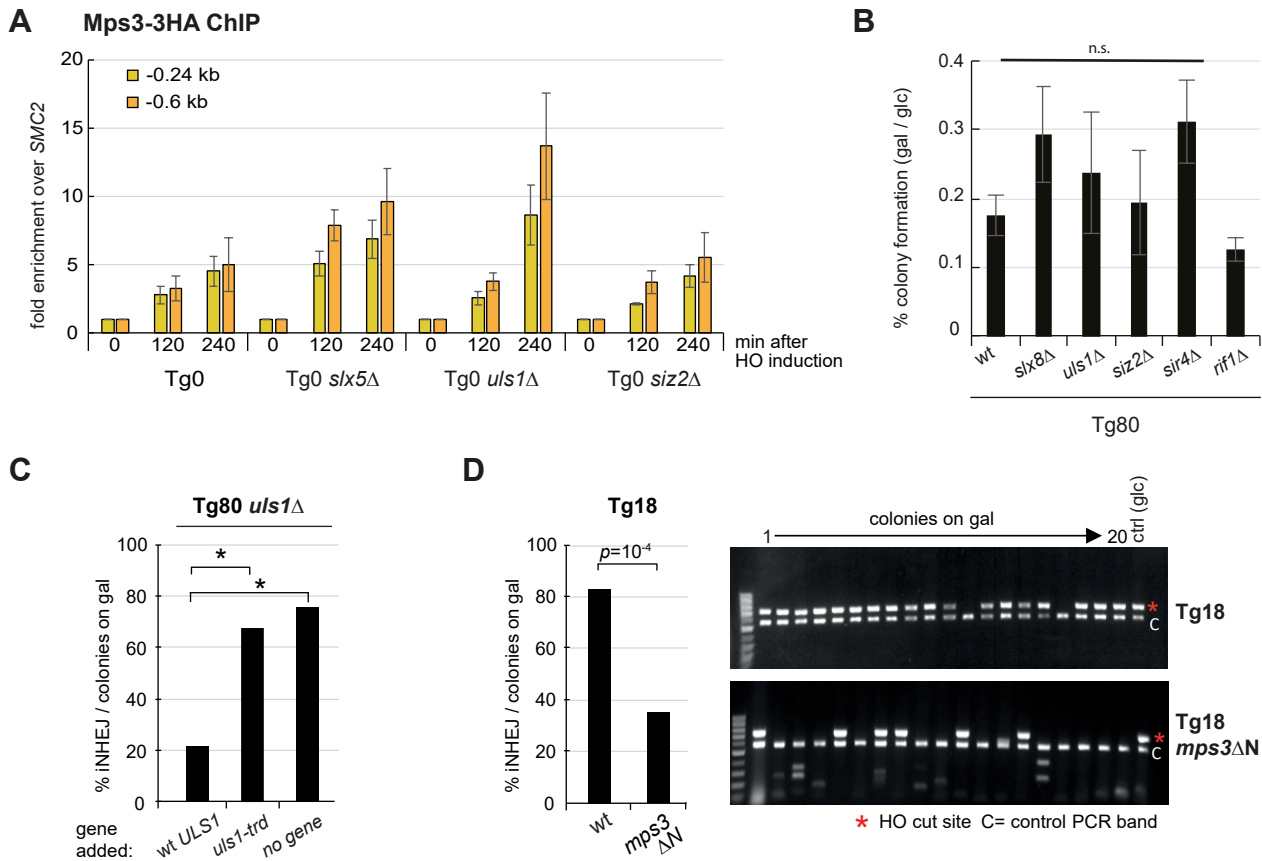 A
Mps3-3HA ChIP
fold enrichment over SMC2
20
15
10
5
0
-0.24 kb
-0.6 kb
0 120 240 0 120 240 0 120 240 0 120 240
min after
HO induction
Tg0 Tg0 slx5Δ Tg0 uls1Δ Tg0 siz2Δ
B
% colony formation (gal / glc)
n.s.
0.4
0.3
0.2
0.1
0
wt slx8Δ uls1Δ siz2Δ sir4Δ rif1Δ
Tg80
C
Tg80 uls1Δ
% iNHEJ / colonies on gal
100
80
60
40
20
0
*
*
gene
added:
wt ULS1 uls1-trd no gene
D
Tg18
% iNHEJ / colonies on gal
p=10-4
100
80
60
40
20
0
wt mps3
ΔN
colonies on gal
1 20 ctrl (glc)
* Tg18
C
Tg18
* mps3ΔN
C
* HO cut site C= control PCR band